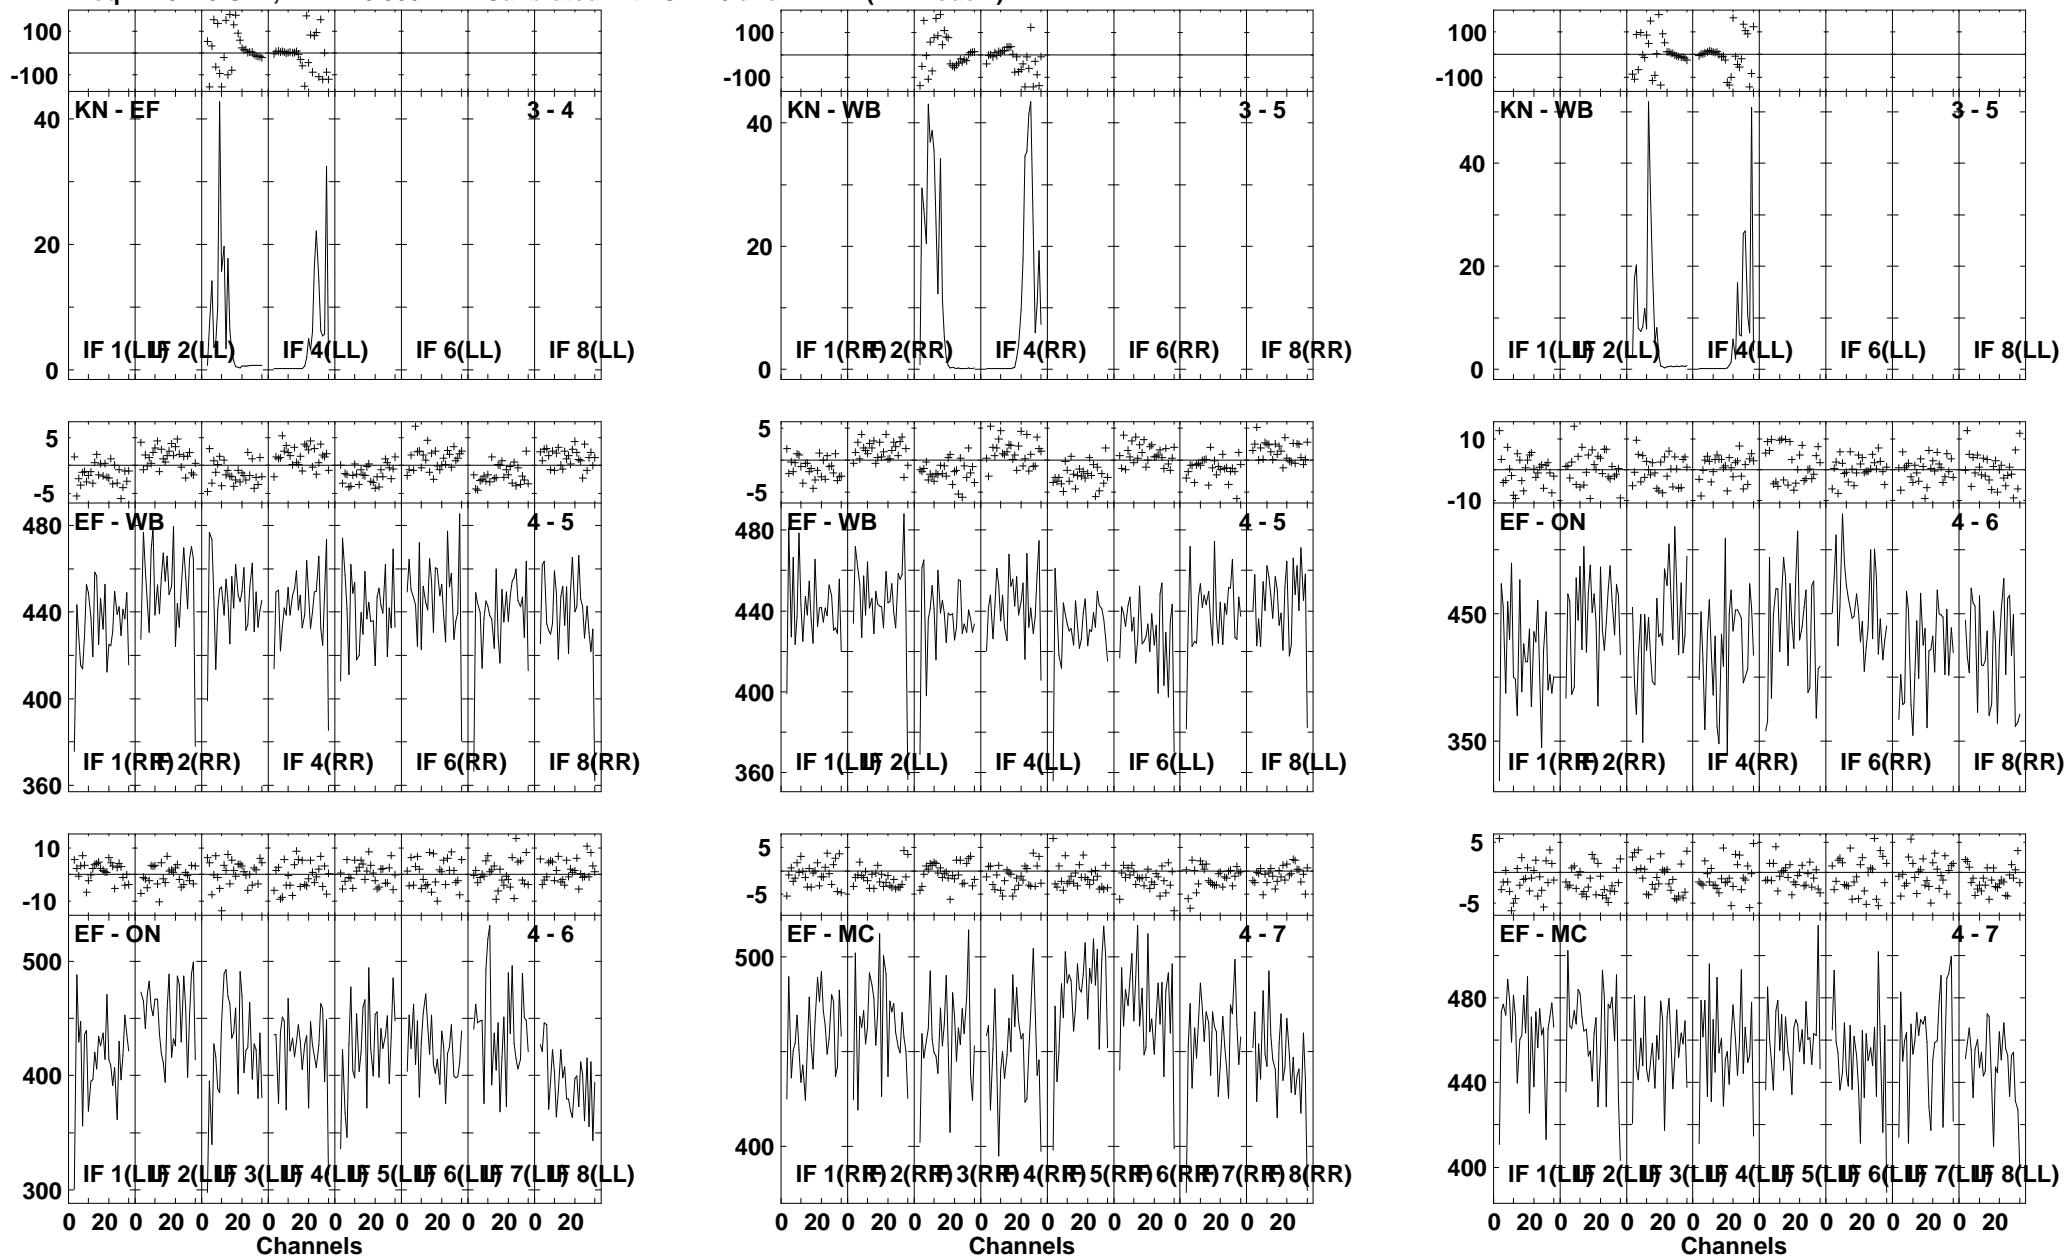 100
-100
KN - EF 3 - 4
40
20
0
IF 1(LL) IF 2(LL) IF 4(LL) IF 6(LL) IF 8(LL)
100
-100
KN - WB 3 - 5
40
20
0
IF 1(RR) IF 2(RR) IF 4(RR) IF 6(RR) IF 8(RR)
100
-100
KN - WB 3 - 5
40
20
0
IF 1(LL) IF 2(LL) IF 4(LL) IF 6(LL) IF 8(LL)
5
-5
EF - WB 4 - 5
480
440
400
360
IF 1(RR) IF 2(RR) IF 4(RR) IF 6(RR) IF 8(RR)
5
-5
EF - WB 4 - 5
480
440
400
360
IF 1(LL) IF 2(LL) IF 4(LL) IF 6(LL) IF 8(LL)
10
-10
EF - ON 4 - 6
450
350
IF 1(RR) IF 2(RR) IF 4(RR) IF 6(RR) IF 8(RR)
10
-10
EF - ON 4 - 6
500
400
300
IF 1(LL) IF 2(LL) IF 3(LL) IF 4(LL) IF 5(LL) IF 6(LL) IF 7(LL) IF 8(LL)
0 20 0 20 0 20 0 20 0 20 0 20 0 20 0 20
Channels
5
-5
EF - MC 4 - 7
500
400
IF 1(RR) IF 2(RR) IF 3(RR) IF 4(RR) IF 5(RR) IF 6(RR) IF 7(RR) IF 8(RR)
0 20 0 20 0 20 0 20 0 20 0 20 0 20 0 20
Channels
5
-5
EF - MC 4 - 7
480
440
400
IF 1(LL) IF 2(LL) IF 3(LL) IF 4(LL) IF 5(LL) IF 6(LL) IF 7(LL) IF 8(LL)
0 20 0 20 0 20 0 20 0 20 0 20 0 20 0 20
Channels